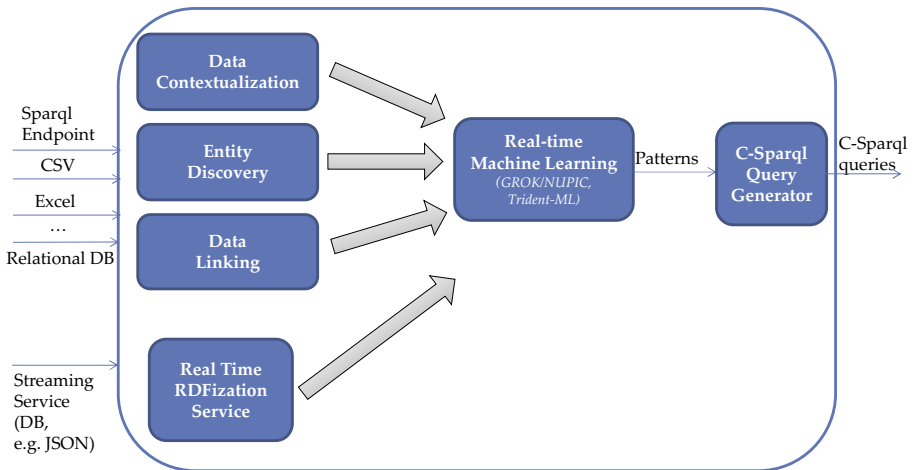 Sparql
Endpoint
CSV
Excel
…
Relational DB
Streaming
Service
(DB,
e.g. JSON)
Data
Contextualization
Entity
Discovery
Data
Linking
Real Time
RDFization
Service
Real-time
Machine Learning
(GROK/NUPIC,
Trident-ML)
Patterns
C-Sparql
Query
Generator
C-Sparql
queries